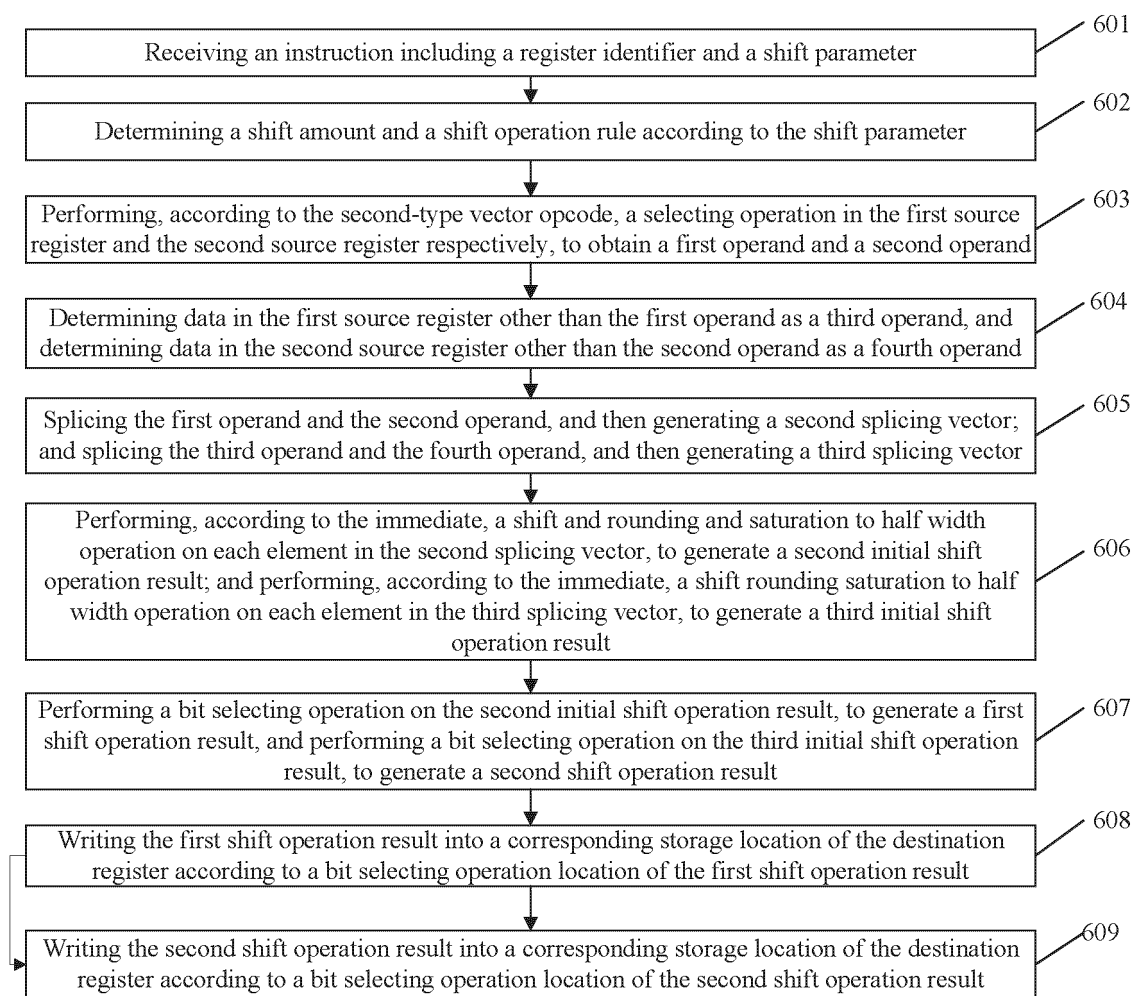 601
Receiving an instruction including a register identifier and a shift parameter
602
Determining a shift amount and a shift operation rule according to the shift parameter
603
Performing, according to the second-type vector opcode, a selecting operation in the first source
register and the second source register respectively, to obtain a first operand and a second operand
604
Determining data in the first source register other than the first operand as a third operand, and
determining data in the second source register other than the second operand as a fourth operand
605
Splicing the first operand and the second operand, and then generating a second splicing vector;
and splicing the third operand and the fourth operand, and then generating a third splicing vector
606
Performing, according to the immediate, a shift and rounding and saturation to half width
operation on each element in the second splicing vector, to generate a second initial shift
operation result; and performing, according to the immediate, a shift rounding saturation to half
width operation on each element in the third splicing vector, to generate a third initial shift
operation result
607
Performing a bit selecting operation on the second initial shift operation result, to generate a first
shift operation result, and performing a bit selecting operation on the third initial shift operation
result, to generate a second shift operation result
608
Writing the first shift operation result into a corresponding storage location of the destination
register according to a bit selecting operation location of the first shift operation result
609
Writing the second shift operation result into a corresponding storage location of the destination
register according to a bit selecting operation location of the second shift operation result